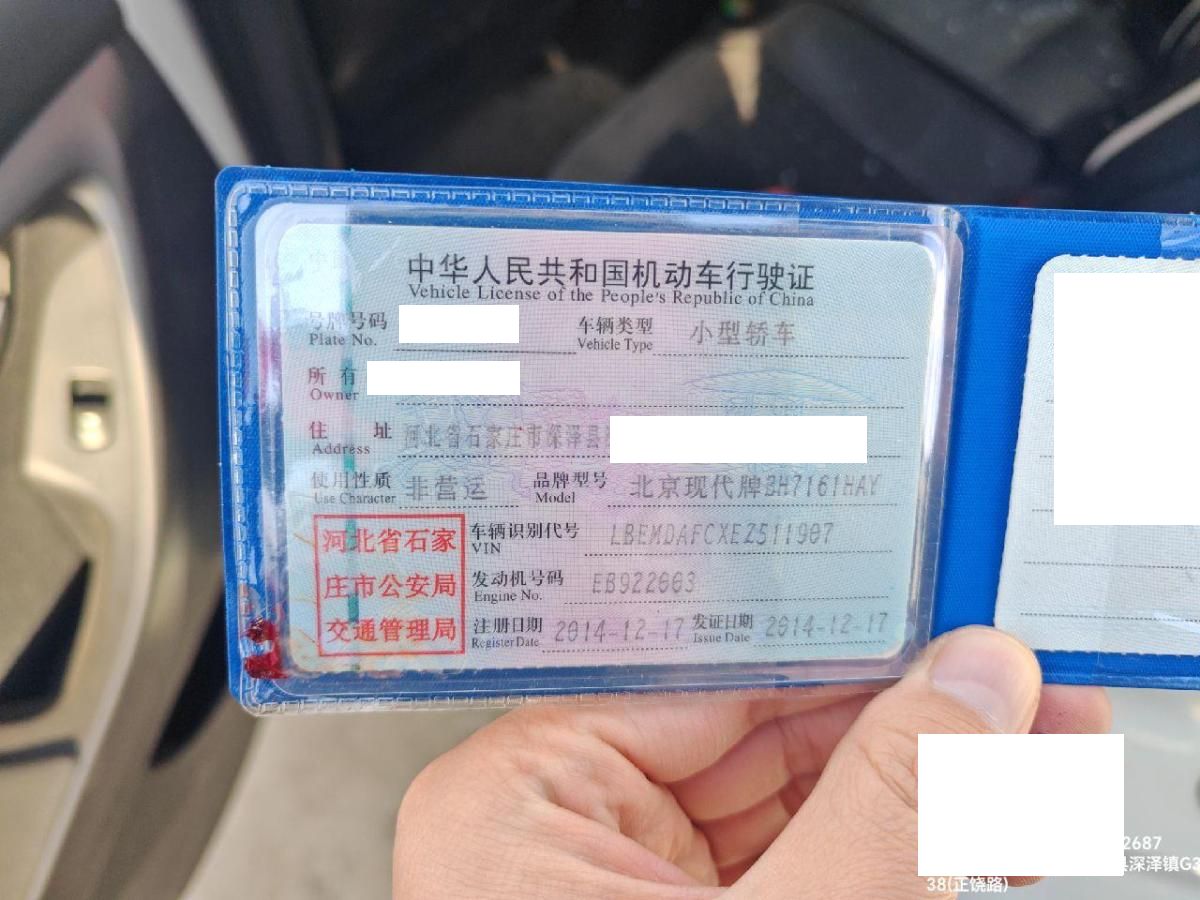 中华人民共和国机动车行驶证
Vehicle License of the People's Republic of China
号牌号码 车辆类型 小型轿车
Plate No. Vehicle Type
所有
Owner
住 址 河北省石家庄市深泽县
Address
使用性质 非营运 品牌型号 北京现代牌BH7161HAY
Use Character Model
河北省石家 车辆识别代号 LBEMDAFCXEZ511907
VIN
庄市公安局 发动机号码 EB922663
Engine No.
交通管理局 注册日期 2014-12-17 发证日期 2014-12-17
Register Date Issue Date
2687
县深泽镇G3
38(正饶路)